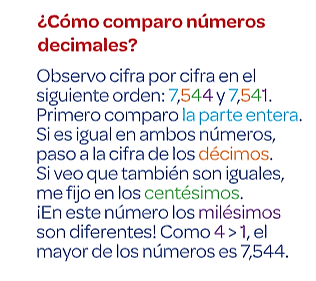 ¿Cómo comparo números
decimales?
Observo cifra por cifra en el
siguiente orden: 7,544 y 7,541.
Primero comparo la parte entera.
Si es igual en ambos números,
paso a la cifra de los décimos.
Si veo que también son iguales,
me fijo en los centésimos.
¡En este número los milésimos
son diferentes! Como 4 > 1, el
mayor de los números es 7,544.